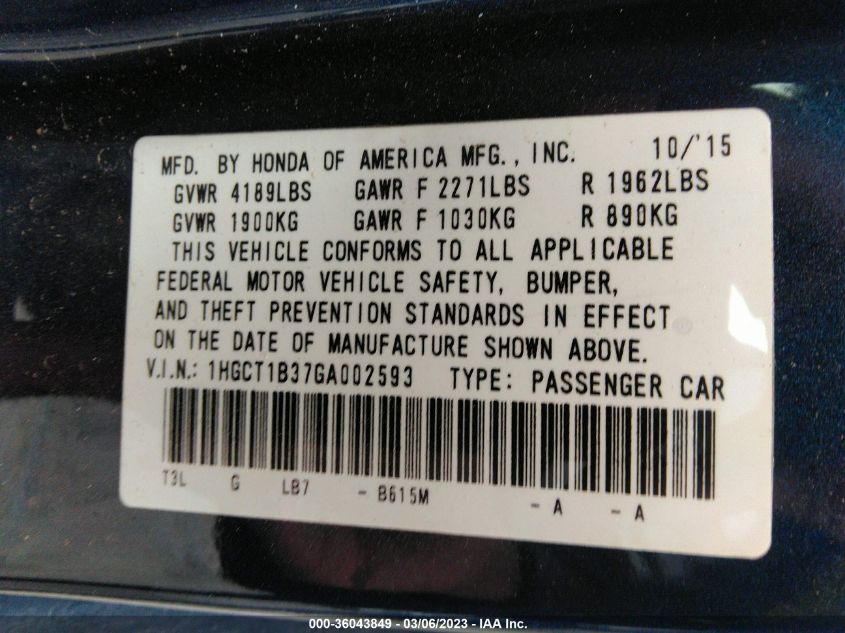 MFD. BY HONDA OF AMERICA MFG., INC. 10/'15
GVWR 4189LBS GAWR F 2271LBS R 1962LBS
GVWR 1900KG GAWR F 1030KG R 890KG
THIS VEHICLE CONFORMS TO ALL APPLICABLE
FEDERAL MOTOR VEHICLE SAFETY, BUMPER,
AND THEFT PREVENTION STANDARDS IN EFFECT
ON THE DATE OF MANUFACTURE SHOWN ABOVE.
V.I.N.: 1HGCT1B37GA002593 TYPE: PASSENGER CAR
T3L G LB7 - B615M - A - A
000-36043849 - 03/06/2023 - IAA Inc.